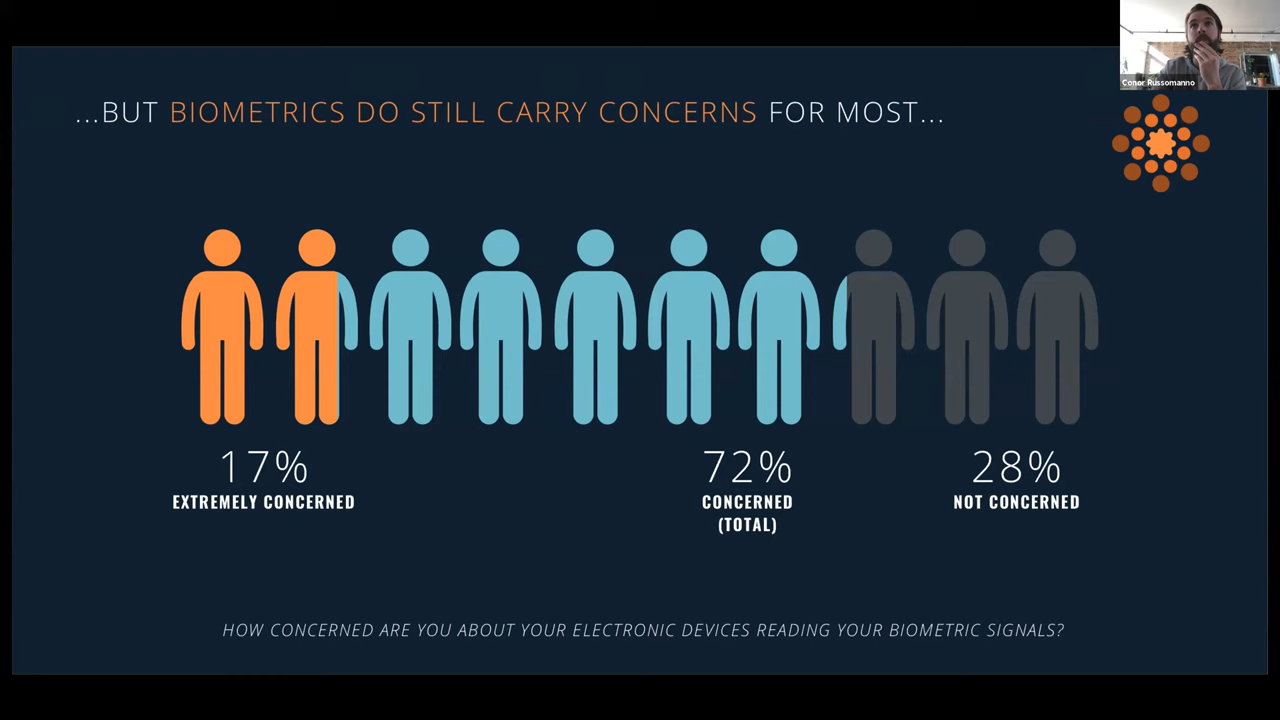 Conor Russomanno
...BUT BIOMETRICS DO STILL CARRY CONCERNS FOR MOST...
17%
EXTREMELY CONCERNED
72%
CONCERNED
(TOTAL)
28%
NOT CONCERNED
HOW CONCERNED ARE YOU ABOUT YOUR ELECTRONIC DEVICES READING YOUR BIOMETRIC SIGNALS?